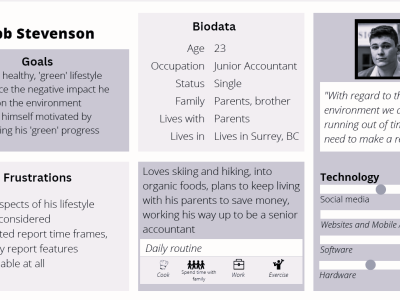 bb Stevenson
Goals
healthy, 'green' lifestyle
ce the negative impact he
on the environment
himself motivated by
ing his 'green' progress
Frustrations
spects of his lifestyle
considered
ted report time frames,
y report features
able at all
Biodata
Age 23
Occupation Junior Accountant
Status Single
Family Parents, brother
Lives with Parents
Lives in Lives in Surrey, BC
Loves skiing and hiking, into
organic foods, plans to keep living
with his parents to save money,
working his way up to be a senior
accountant
Daily routine
Cook
Spend time with
family
Work
Exercise
"With regard to th
environment we a
running out of tim
need to make a r
Technology
Social media
Websites and Mobile A
Software
Hardware